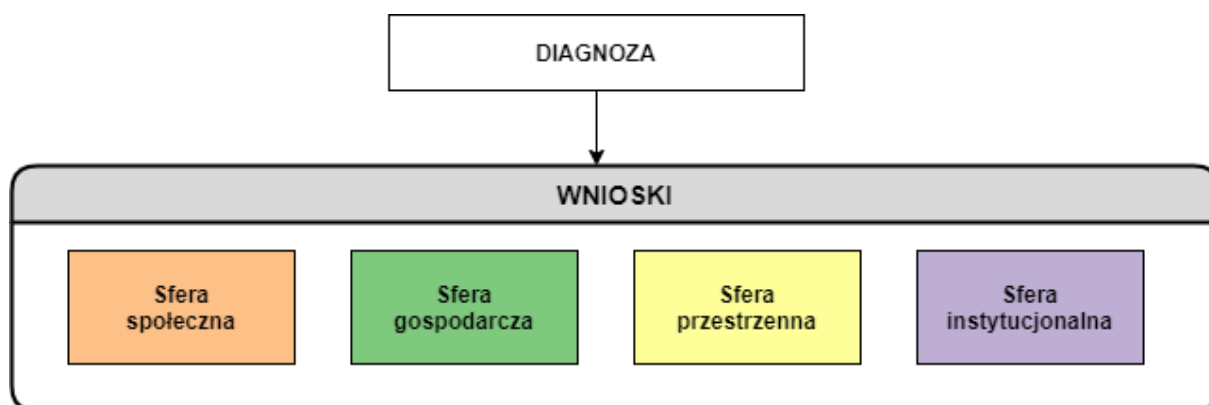 DIAGNOZA
WNIOSKI
Sfera
społeczna
Sfera
gospodarcza
Sfera
przestrzenna
Sfera
instytucjonalna